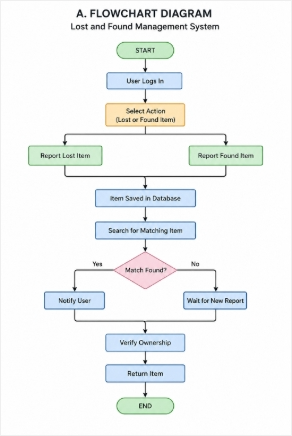 A. FLOWCHART DIAGRAM
Lost and Found Management System
START
User Logs In
Select Action
(Lost or Found Item)
Report Lost Item
Report Found Item
Item Saved in Database
Search for Matching Item
Match Found?
Yes
No
Notify User
Wait for New Report
Verify Ownership
Return Item
END